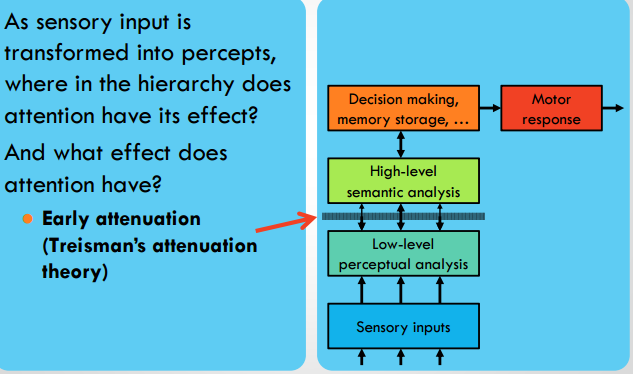 As sensory input is
transformed into percepts,
where in the hierarchy does
attention have its effect?
And what effect does
attention have?
Early attenuation
(Treisman's attenuation
theory)
Decision making,
memory storage, ...
Motor
response
High-level
semantic analysis
Low-level
perceptual analysis
Sensory inputs